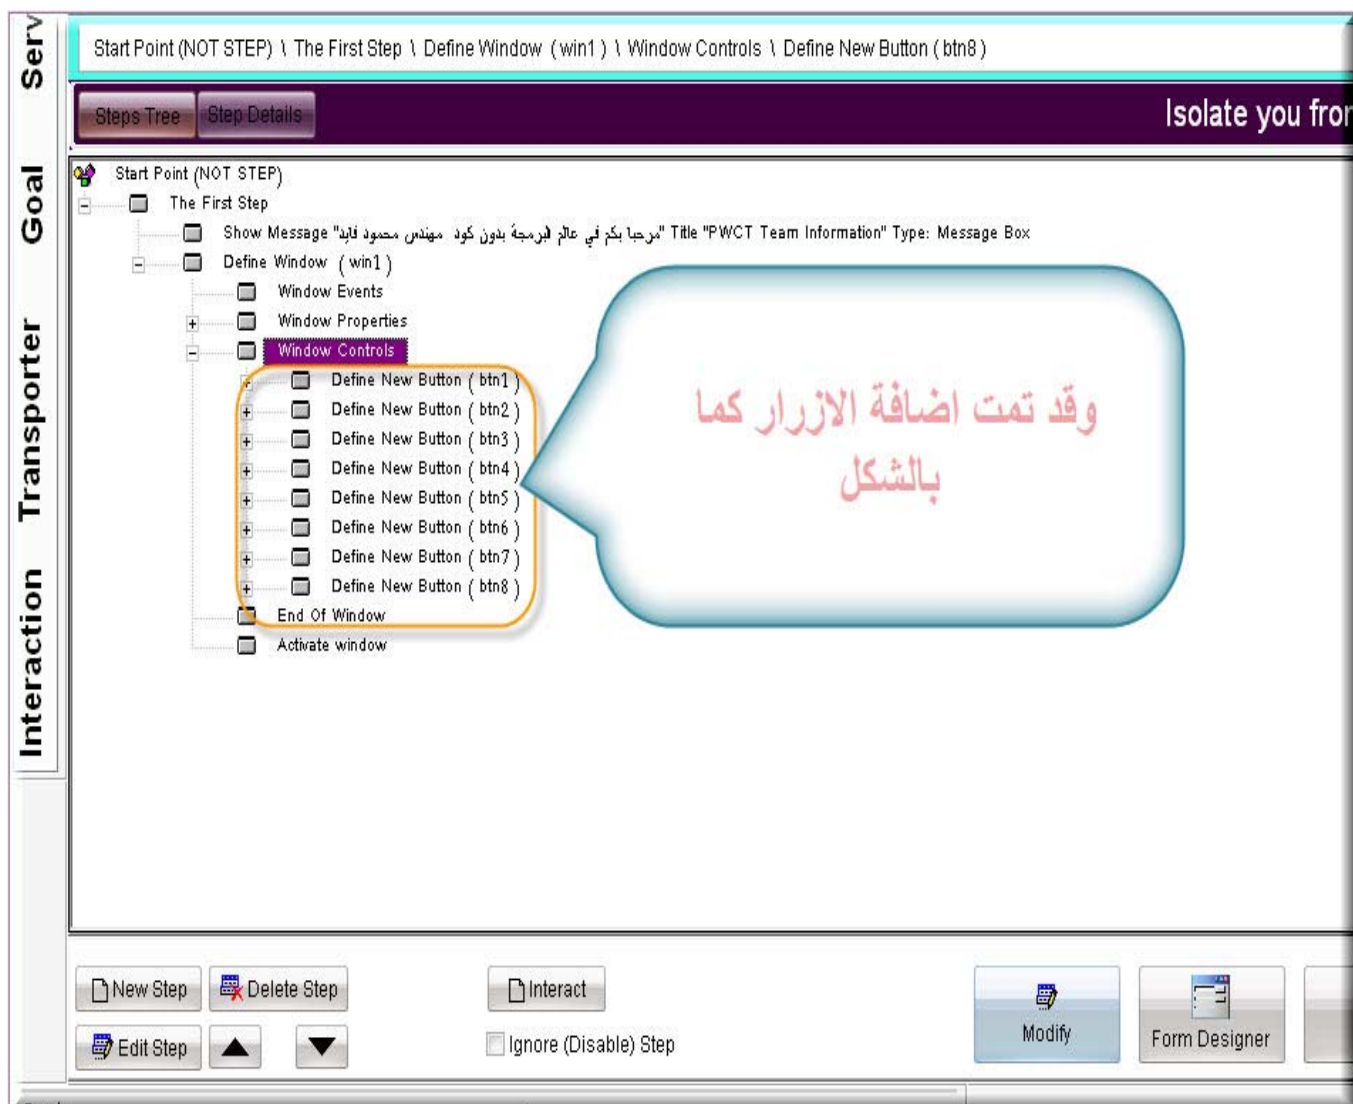 Start Point (NOT STEP) \ The First Step \ Define Window ( win1 ) \ Window Controls \ Define New Button ( btn8 )
Serv
Goal
Transporter
Interaction
Steps Tree
Step Details
Isolate you from
Start Point (NOT STEP)
The First Step
Show Message "مرحبا بكم في عالم البرمجة بدون كود مهندس محمود فايد" Title "PWCT Team Information" Type: Message Box
Define Window ( win1 )
Window Events
Window Properties
Window Controls
Define New Button ( btn1 )
Define New Button ( btn2 )
Define New Button ( btn3 )
Define New Button ( btn4 )
Define New Button ( btn5 )
Define New Button ( btn6 )
Define New Button ( btn7 )
Define New Button ( btn8 )
End Of Window
Activate window
وقد تمت اضافة الازرار كما
بالشكل
New Step
Delete Step
Interact
Edit Step
Ignore (Disable) Step
Modify
Form Designer